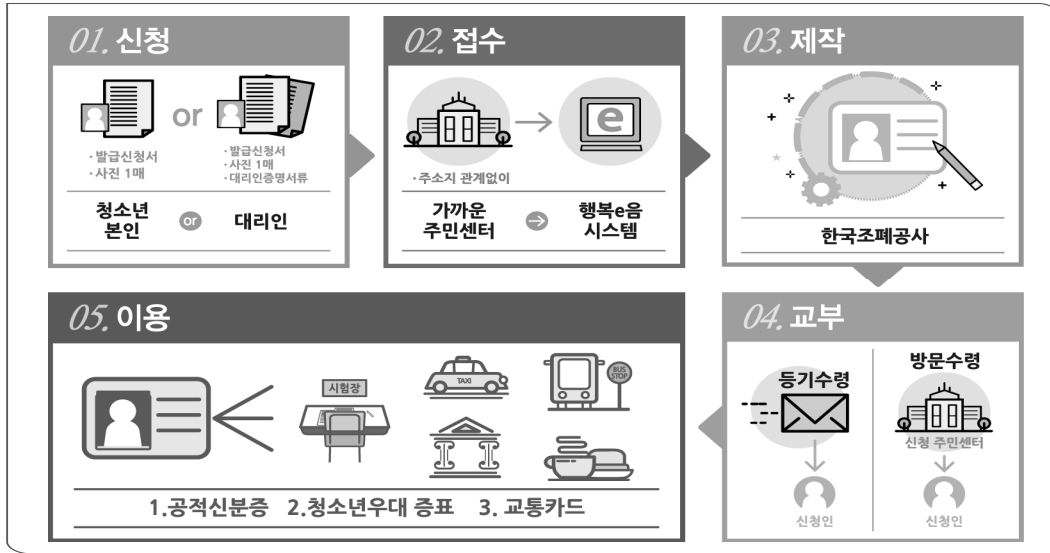 01. 신청
or
· 발급신청서
· 사진 1매
· 발급신청서
· 사진 1매
· 대리인증명서류
청소년
본인
or
대리인
02. 접수
e
· 주소지 관계없이
가까운
주민센터
행복e음
시스템
03. 제작
한국조폐공사
04. 교부
등기수령
신청인
방문수령
신청 주민센터
신청인
05. 이용
시험장
TAXI
BUS
STOP
1.공적신분증 2.청소년우대 증표 3. 교통카드